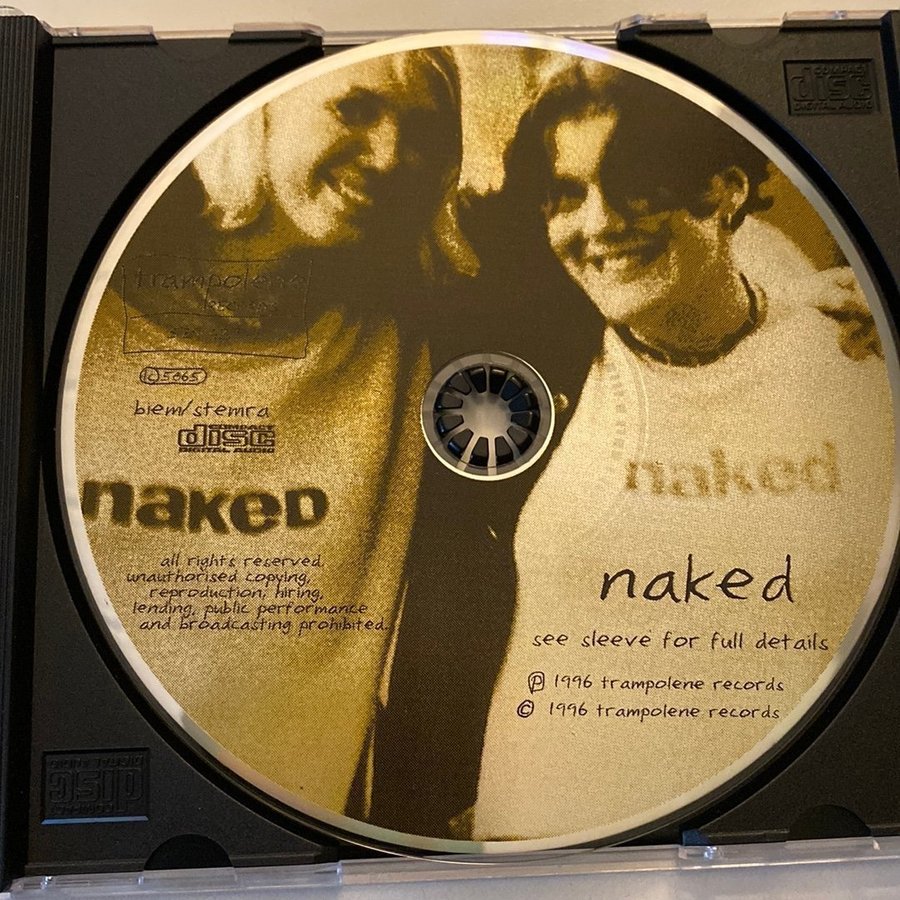 COMPACT
disc
DIGITAL AUDIO
trampolene
LC 5865
biem/stemra
COMPACT
disc
DIGITAL AUDIO
naked
naked
all rights reserved.
unauthorised copying,
reproduction, hiring,
lending, public performance
and broadcasting prohibited.
naked
see sleeve for full details
℗ 1996 trampolene records
© 1996 trampolene records